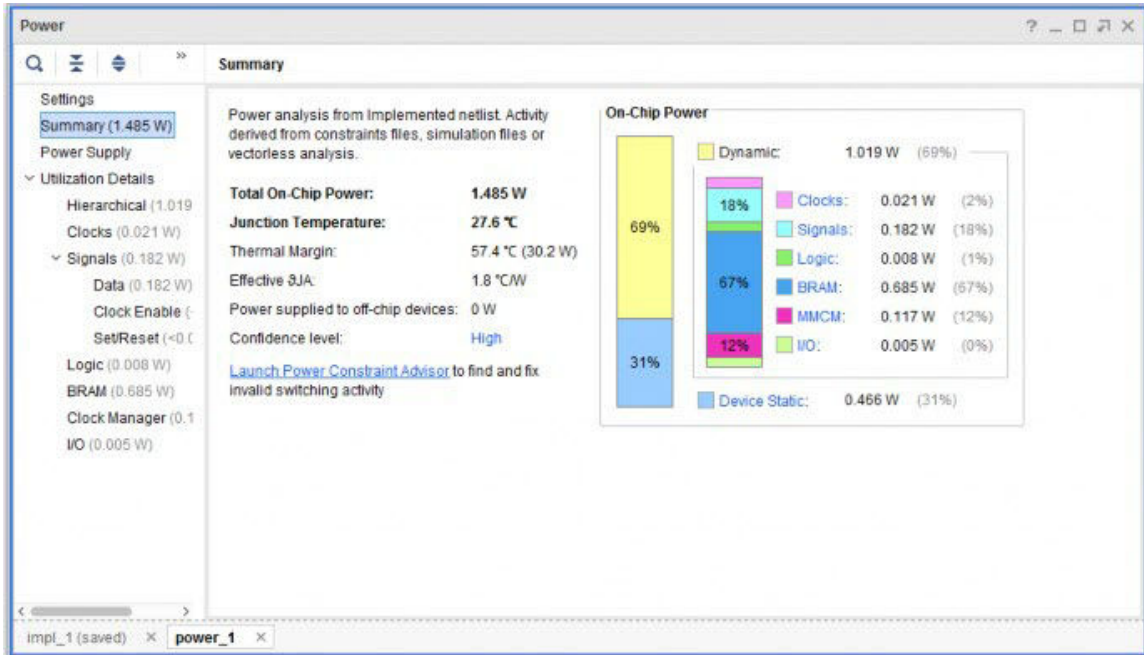 Power
Summary
Settings
Summary (1.485 W)
Power Supply
Utilization Details
Hierarchical (1.019
Clocks (0.021 W)
Signals (0.182 W)
Data (0.182 W)
Clock Enable (
Set/Reset (<0.0
Logic (0.008 W)
BRAM (0.685 W)
Clock Manager (0.1
I/O (0.005 W)
Power analysis from Implemented netlist. Activity
derived from constraints files, simulation files or
vectorless analysis.
Total On-Chip Power: 1.485 W
Junction Temperature: 27.6 ℃
Thermal Margin: 57.4 ℃ (30.2 W)
Effective ϑJA: 1.8 ℃/W
Power supplied to off-chip devices: 0 W
Confidence level: High
Launch Power Constraint Advisor to find and fix
invalid switching activity
On-Chip Power
69%
31%
Dynamic: 1.019 W (69%)
18%
67%
12%
Clocks: 0.021 W (2%)
Signals: 0.182 W (18%)
Logic: 0.008 W (1%)
BRAM: 0.685 W (67%)
MMCM: 0.117 W (12%)
I/O: 0.005 W (0%)
Device Static: 0.466 W (31%)
impl_1 (saved)
power_1